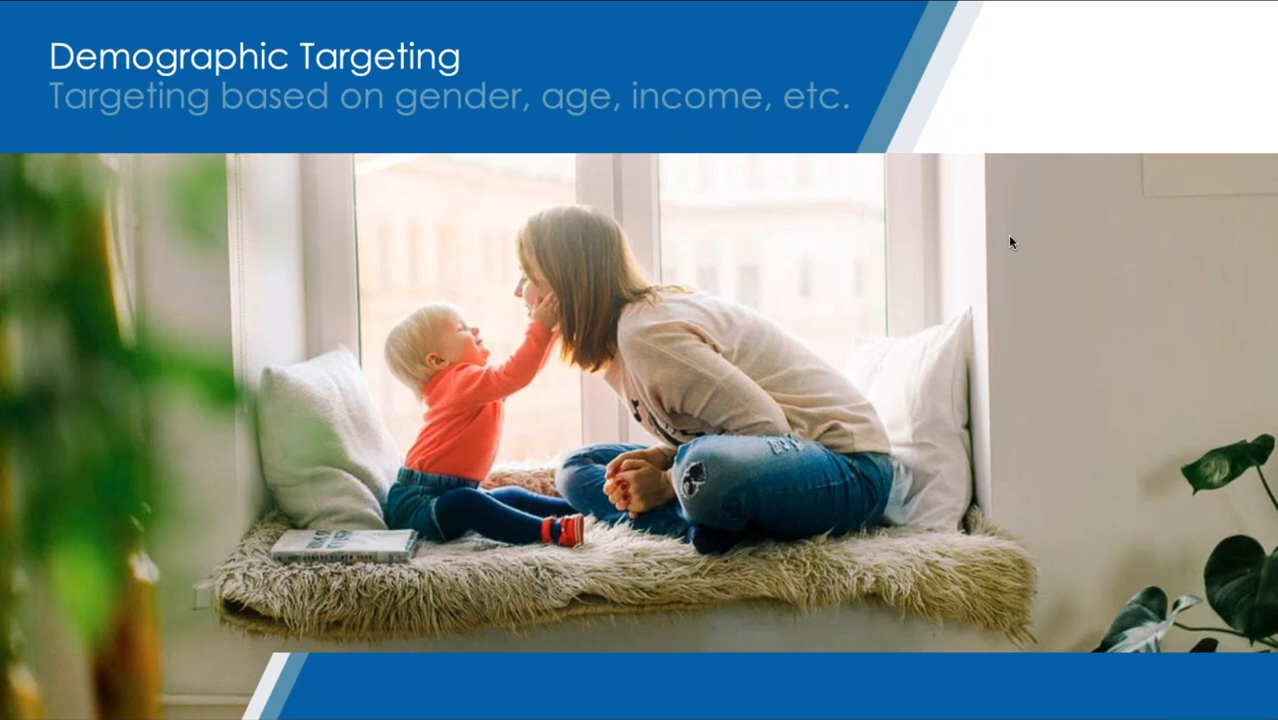 Demographic Targeting
Targeting based on gender, age, income, etc.